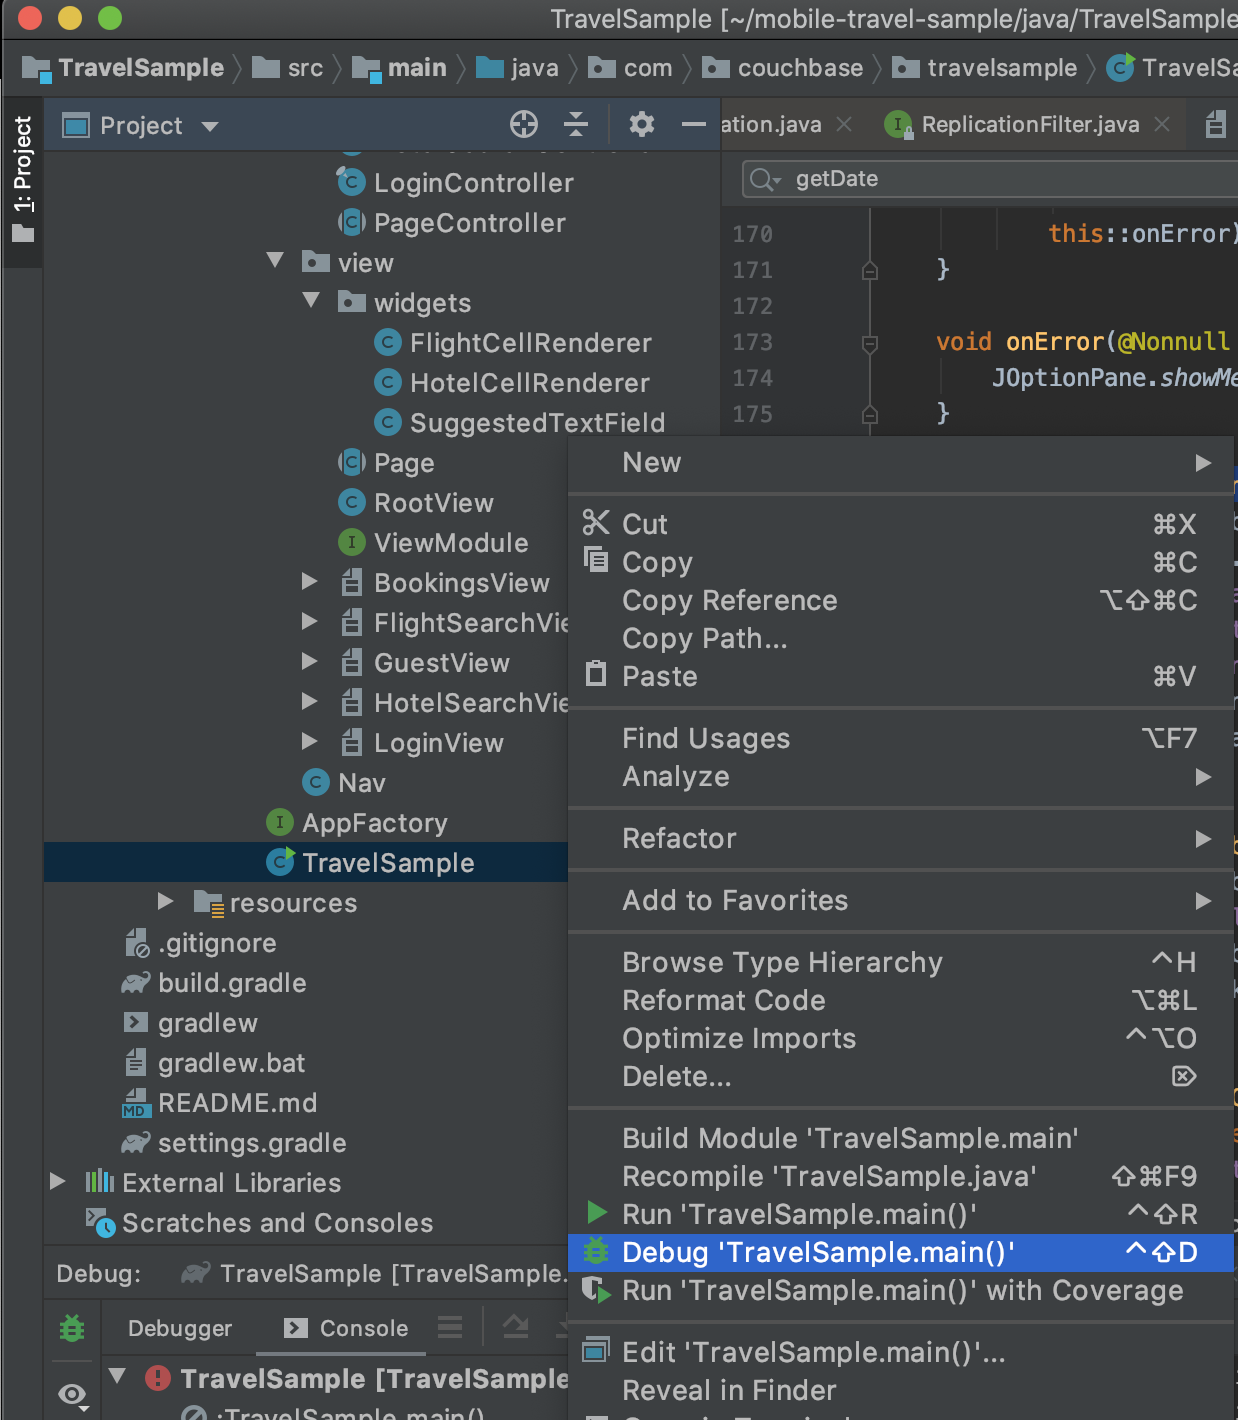 TravelSample [~/mobile-travel-sample/java/TravelSample
TravelSample src main java com couchbase travelsample TravelSa
1: Project
Project
ation.java ReplicationFilter.java
getDate
LoginController
PageController
view
widgets
FlightCellRenderer
HotelCellRenderer
SuggestedTextField
Page
RootView
ViewModule
BookingsView
FlightSearchVie
GuestView
HotelSearchVie
LoginView
Nav
AppFactory
TravelSample
resources
.gitignore
build.gradle
gradlew
gradlew.bat
README.md
settings.gradle
External Libraries
Scratches and Consoles
170 this::onError)
171 }
172
173 void onError(@Nonnull
174 JOptionPane.showMe
175 }
New
Cut ⌘X
Copy ⌘C
Copy Reference ⌥⇧⌘C
Copy Path...
Paste ⌘V
Find Usages ⌥F7
Analyze
Refactor
Add to Favorites
Browse Type Hierarchy ^H
Reformat Code ⌥⌘L
Optimize Imports ^⌥O
Delete... ⌦
Build Module 'TravelSample.main'
Recompile 'TravelSample.java' ⇧⌘F9
Run 'TravelSample.main()' ^⇧R
Debug 'TravelSample.main()' ^⇧D
Run 'TravelSample.main()' with Coverage
Edit 'TravelSample.main()'...
Reveal in Finder
Debug: TravelSample [TravelSample.
Debugger Console
TravelSample [TravelSample
:TravelSample.main()